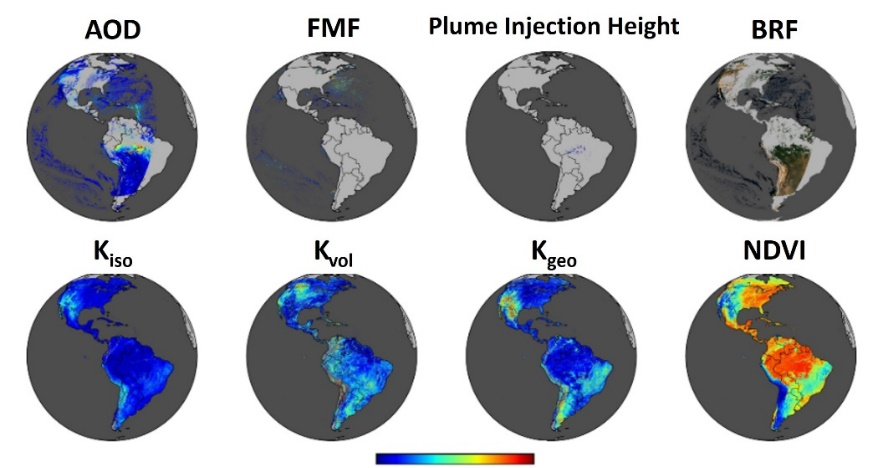 AOD FMF Plume Injection Height BRF
Kiso Kvol Kgeo NDVI